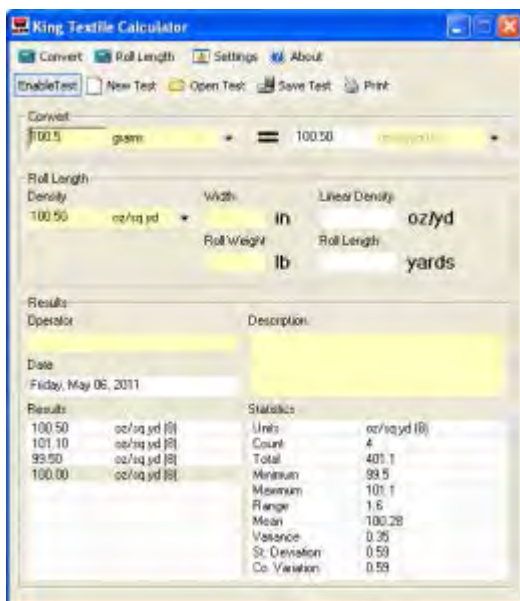 King Textile Calculator
Convert Roll Length Settings About
EnableTest New Test Open Test Save Test Print
Convert
100.5 grams = 100.50
Roll Length
Density Width Linear Density
100.50 oz/sq yd in oz/yd
Roll Weight Roll Length
lb yards
Results
Operator Description
Date
Friday, May 06, 2011
Results Statistics
100.50 oz/sq yd (8) Units oz/sq yd (8)
101.10 oz/sq yd (8) Count 4
99.50 oz/sq yd (8) Total 401.1
100.00 oz/sq yd (8) Minimum 99.5
Maximum 101.1
Range 1.6
Mean 100.28
Variance 0.35
St. Deviation 0.59
Co. Variation 0.59